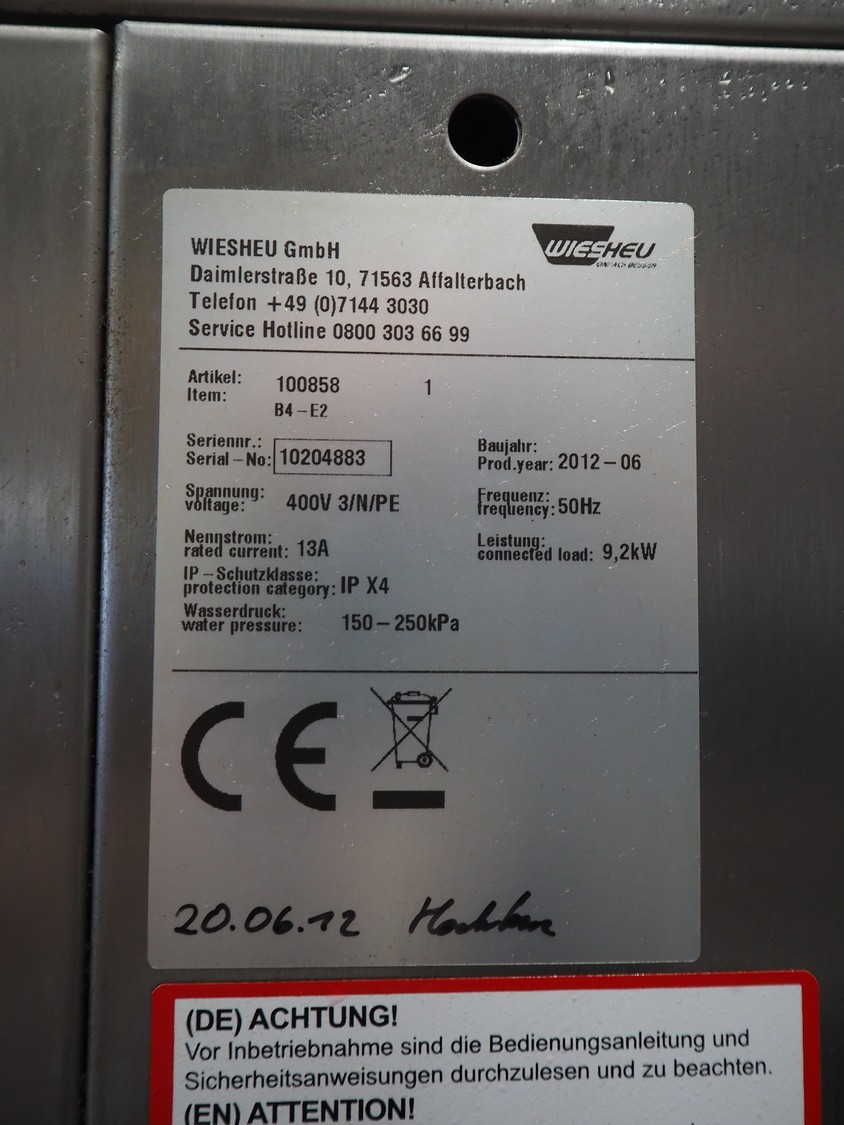 WIESHEU GmbH
WIESHEU
Daimlerstraße 10, 71563 Affalterbach
Telefon +49 (0)7144 3030
Service Hotline 0800 303 66 99
Artikel:
Item: 100858 1
B4-E2
Seriennr.:
Serial-No: 10204883
Baujahr:
Prod.year: 2012-06
Spannung:
voltage: 400V 3/N/PE
Frequenz:
frequency: 50Hz
Nennstrom:
rated current: 13A
Leistung:
connected load: 9,2kW
IP-Schutzklasse:
protection category: IP X4
Wasserdruck:
water pressure: 150-250kPa
CE
20.06.12
(DE) ACHTUNG!
Vor Inbetriebnahme sind die Bedienungsanleitung und
Sicherheitsanweisungen durchzulesen und zu beachten.
(EN) ATTENTION!